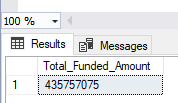 100 %
Results Messages
Total_Funded_Amount
1 435757075